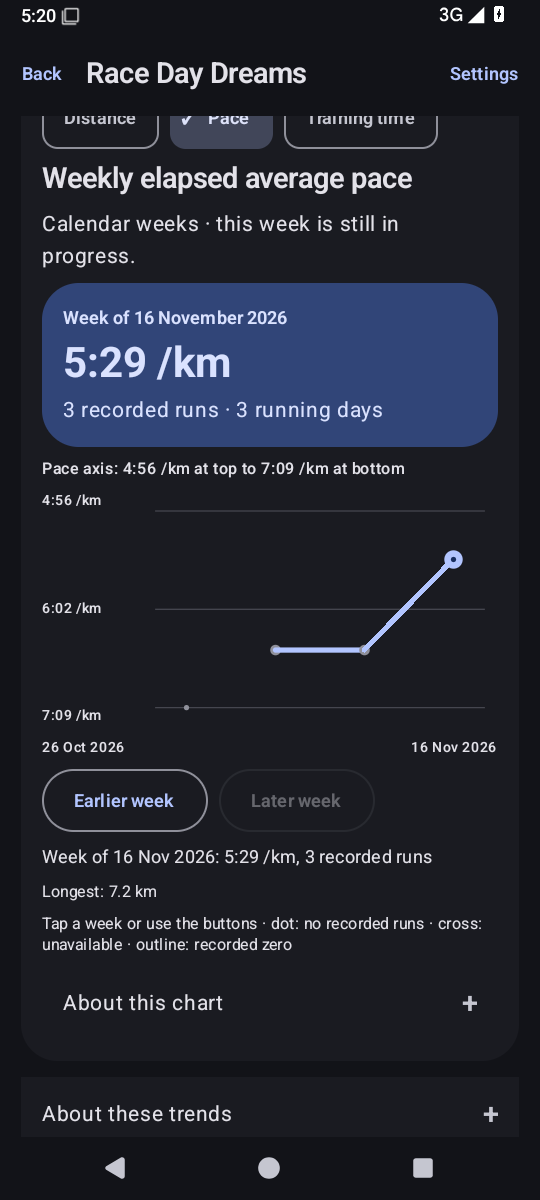 5:20
3G
Back
Race Day Dreams
Settings
Distance
✓ Pace
Training time
Weekly elapsed average pace
Calendar weeks · this week is still in
progress.
Week of 16 November 2026
5:29 /km
3 recorded runs · 3 running days
Pace axis: 4:56 /km at top to 7:09 /km at bottom
4:56 /km
6:02 /km
7:09 /km
26 Oct 2026
16 Nov 2026
Earlier week
Later week
Week of 16 Nov 2026: 5:29 /km, 3 recorded runs
Longest: 7.2 km
Tap a week or use the buttons · dot: no recorded runs · cross:
unavailable · outline: recorded zero
About this chart +
About these trends +